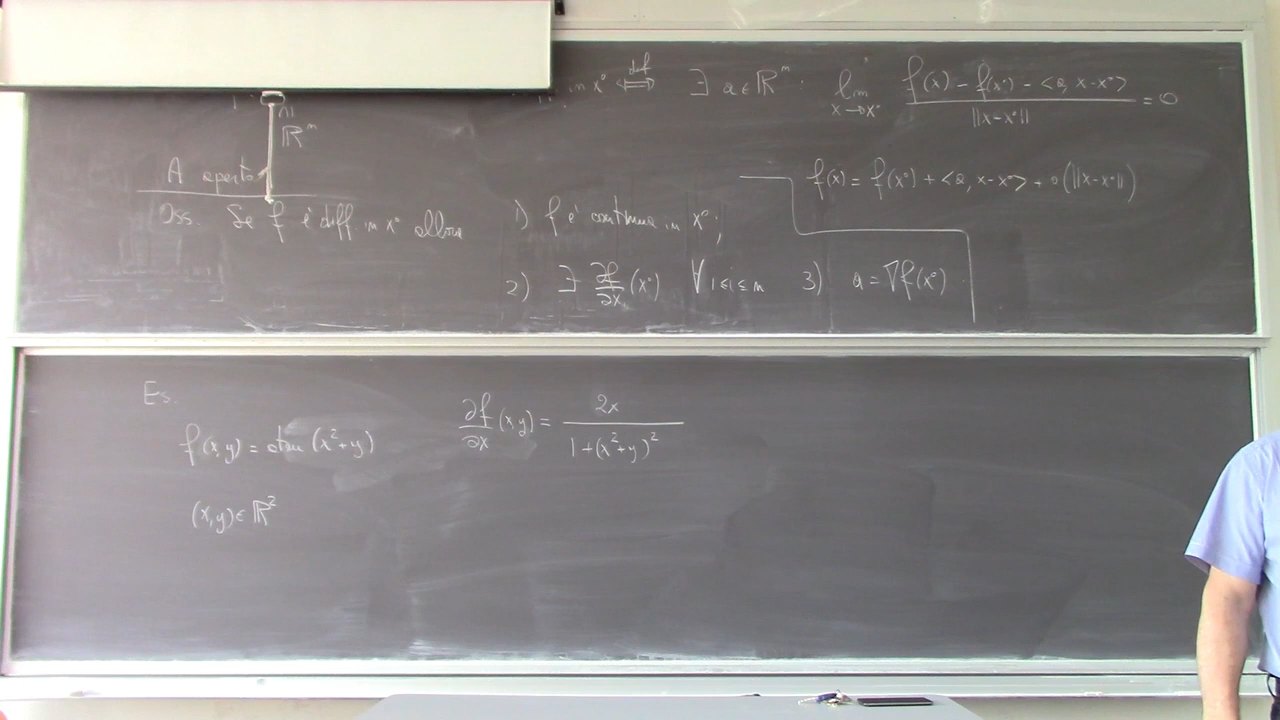 in x° ⇐def⇒ ∃ a ∈ ℝⁿ : lim x→x° (f(x) - f(x°) - <a, x-x°>) / ||x-x°|| = 0
ℝⁿ
f(x) = f(x°) + <a, x-x°> + o(||x-x°||)
A aperto
Oss. Se f è diff in x° allora 1) f è continua in x° ;
2) ∃ ∂f/∂xᵢ (x°) ∀ 1≤i≤n 3) a = ∇f(x°)
Es.
f(x,y) = atan (x²+y) ∂f/∂x (x,y) = 2x / (1+(x²+y)²)
(x,y) ∈ ℝ²